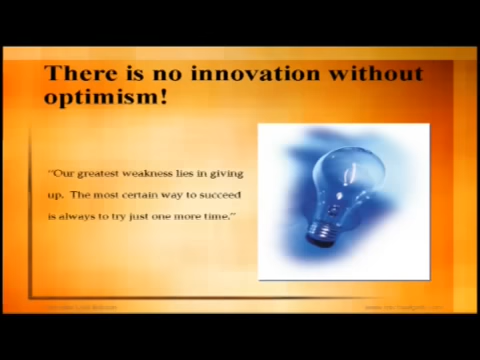 There is no innovation without
optimism!
“Our greatest weakness lies in giving
up. The most certain way to succeed
is always to try just one more time.”